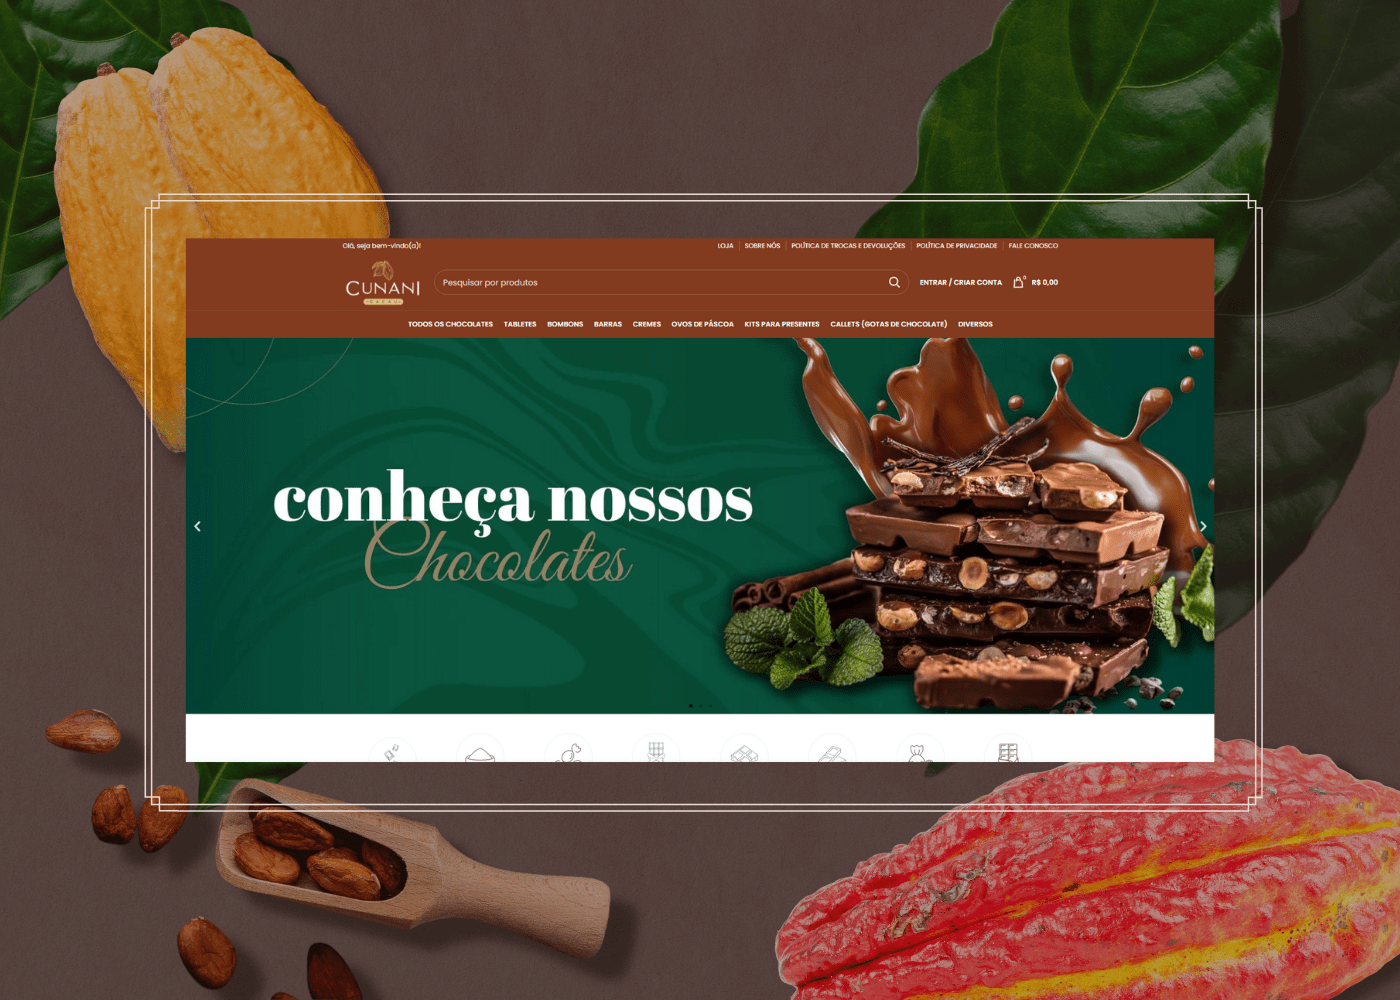 Olá, seja bem-vindo(a)!
LOJA
SOBRE NÓS
POLÍTICA DE TROCAS E DEVOLUÇÕES
POLÍTICA DE PRIVACIDADE
FALE CONOSCO
CUNANI
CACAU
Pesquisar por produtos
ENTRAR / CRIAR CONTA
0
R$ 0,00
TODOS OS CHOCOLATES
TABLETES
BOMBONS
BARRAS
CREMES
OVOS DE PÁSCOA
KITS PARA PRESENTES
CALLETS (GOTAS DE CHOCOLATE)
DIVERSOS
conheça nossos
Chocolates